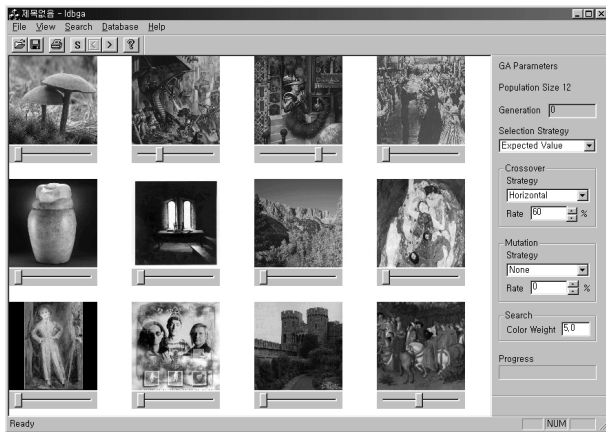 제목없음 - Idbga
File View Search Database Help
S < > ?
GA Parameters
Population Size 12
Generation 0
Selection Strategy
Expected Value
Crossover
Strategy
Horizontal
Rate 60 %
Mutation
Strategy
None
Rate 0 %
Search
Color Weight 5,0
Progress
Ready
NUM